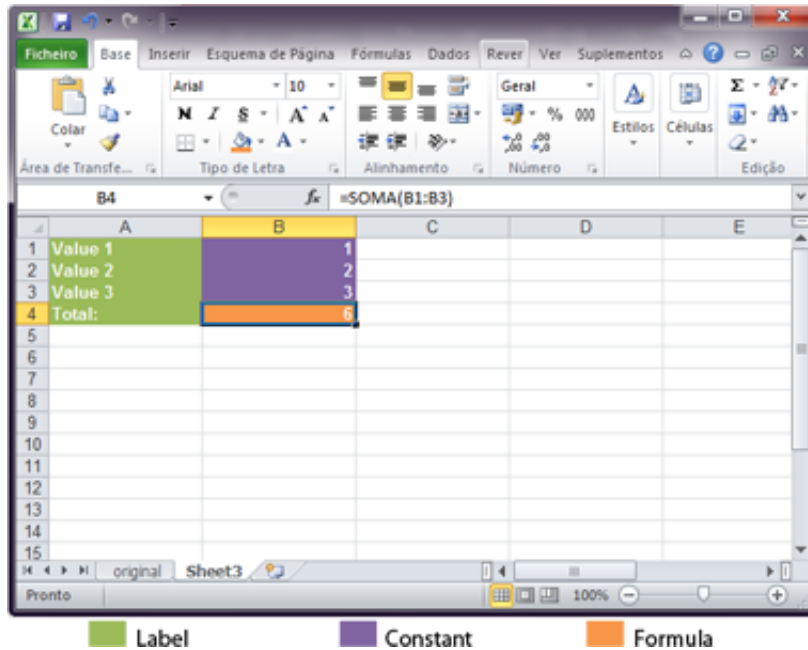 Ficheiro Base Inserir Esquema de Página Fórmulas Dados Rever Ver Suplementos
Arial 10 Geral
Colar N I S A A % 000 Estilos Células
Área de Transfe... Tipo de Letra Alinhamento Número Edição
B4 fx =SOMA(B1:B3)
A B C D E
1 Value 1 1
2 Value 2 2
3 Value 3 3
4 Total: 6
5
6
7
8
9
10
11
12
13
14
15
original Sheet3
Pronto 100%
Label Constant Formula